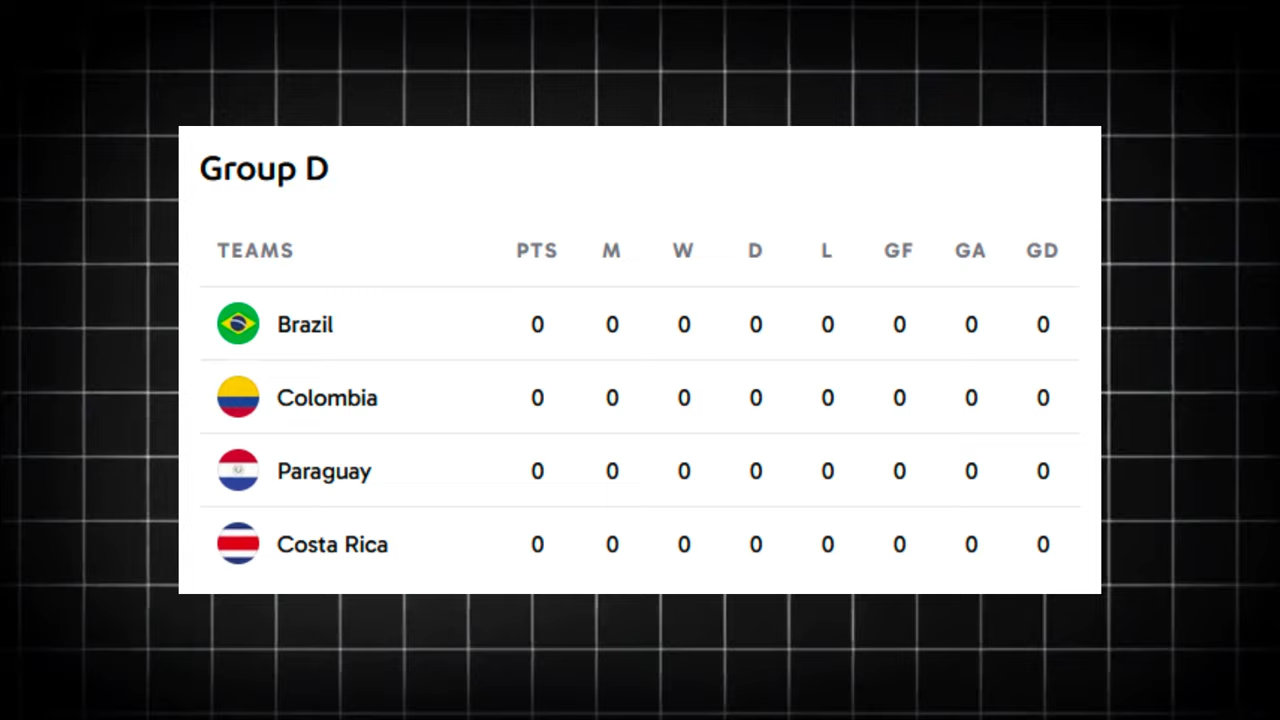 Group D
TEAMS PTS M W D L GF GA GD
Brazil 0 0 0 0 0 0 0 0
Colombia 0 0 0 0 0 0 0 0
Paraguay 0 0 0 0 0 0 0 0
Costa Rica 0 0 0 0 0 0 0 0